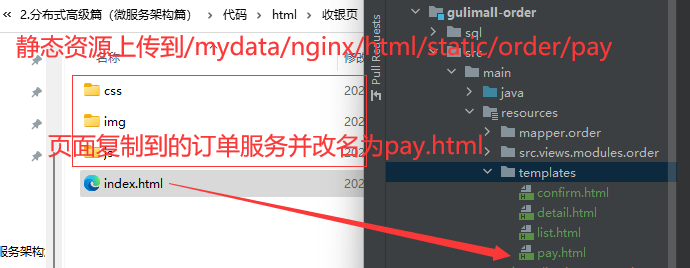 « 2.分布式高级篇（微服务架构篇） › 代码 › html › 收银页
静态资源上传到/mydata/nginx/html/static/order/pay
名称
css
202
img
202
页面复制到的订单服务并改名为pay.html
js
202
index.html
202
服务架构
Pull Requests
gulimall-order
sql
src
main
java
resources
mapper.order
src.views.modules.order
templates
confirm.html
detail.html
list.html
pay.html